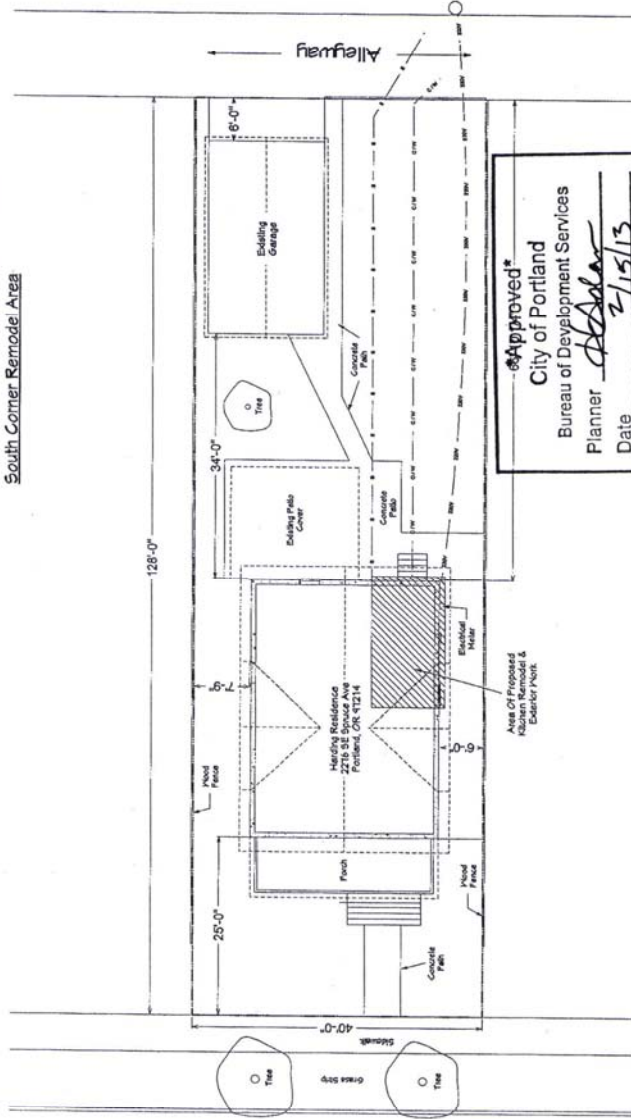 South Corner Remodel Area
128'-0"
Alleyway
6'-0"
Existing
Garage
34'-0"
Tree
Concrete
Path
Existing Patio
Cover
Concrete
Patio
7'-9"
Wood
Fence
Harding Residence
2216 SE Spruce Ave
Portland, OR 97214
Electrical
Meter
Area Of Proposed
Kitchen Remodel &
Exterior Work
6'-0"
Porch
25'-0"
Wood
Fence
Concrete
Path
40'-0"
Sidewalk
Grass Strip
Tree
Tree
*Approved*
City of Portland
Bureau of Development Services
Planner
Date 2/15/13